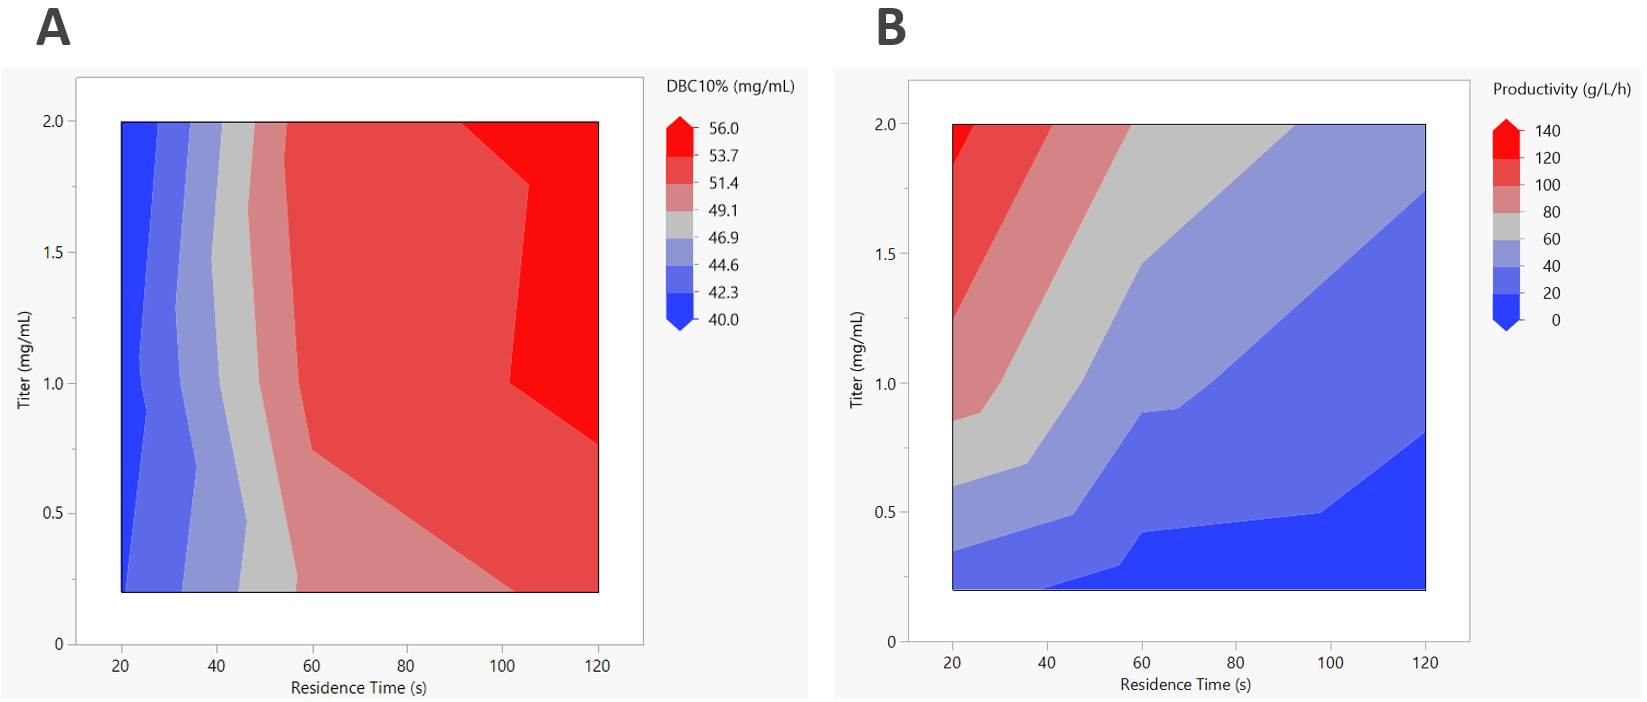 A
B
DBC10% (mg/mL)
56.0
53.7
51.4
49.1
46.9
44.6
42.3
40.0
2.0
1.5
1.0
0.5
0
Titer (mg/mL)
20 40 60 80 100 120
Residence Time (s)
Productivity (g/L/h)
140
120
100
80
60
40
20
0
2.0
1.5
1.0
0.5
0
Titer (mg/mL)
20 40 60 80 100 120
Residence Time (s)